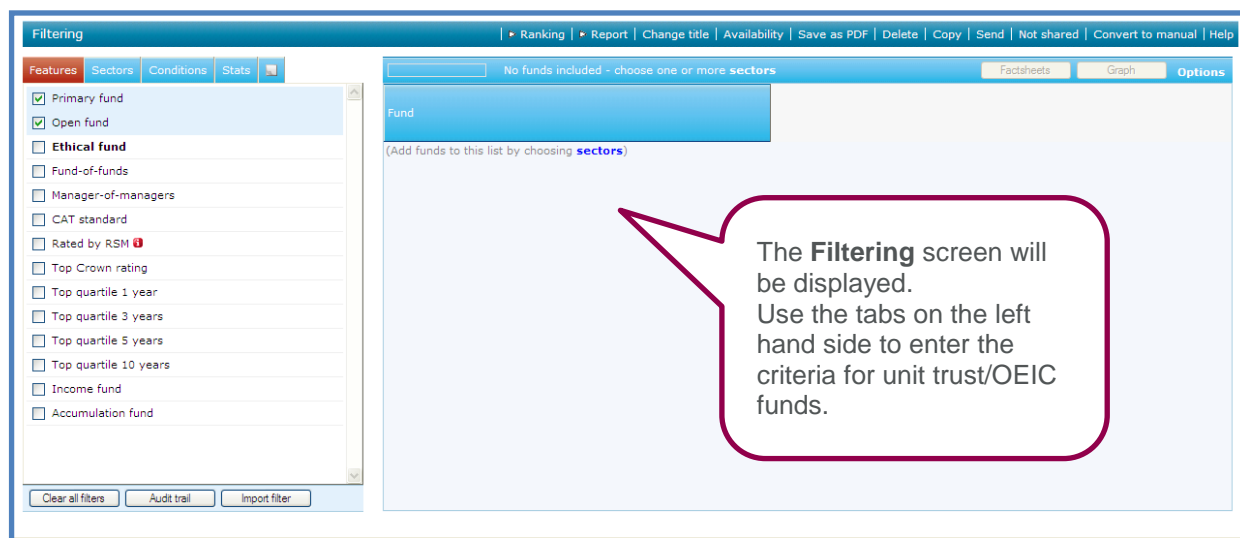 Filtering
| Ranking | Report | Change title | Availability | Save as PDF | Delete | Copy | Send | Not shared | Convert to manual | Help
Features Sectors Conditions Stats
No funds included - choose one or more sectors Factsheets Graph Options
Primary fund
Open fund
Ethical fund
Fund-of-funds
Manager-of-managers
CAT standard
Rated by RSM
Top Crown rating
Top quartile 1 year
Top quartile 3 years
Top quartile 5 years
Top quartile 10 years
Income fund
Accumulation fund
Clear all filters Audit trail Import filter
Fund
(Add funds to this list by choosing sectors)
The Filtering screen will
be displayed.
Use the tabs on the left
hand side to enter the
criteria for unit trust/OEIC
funds.